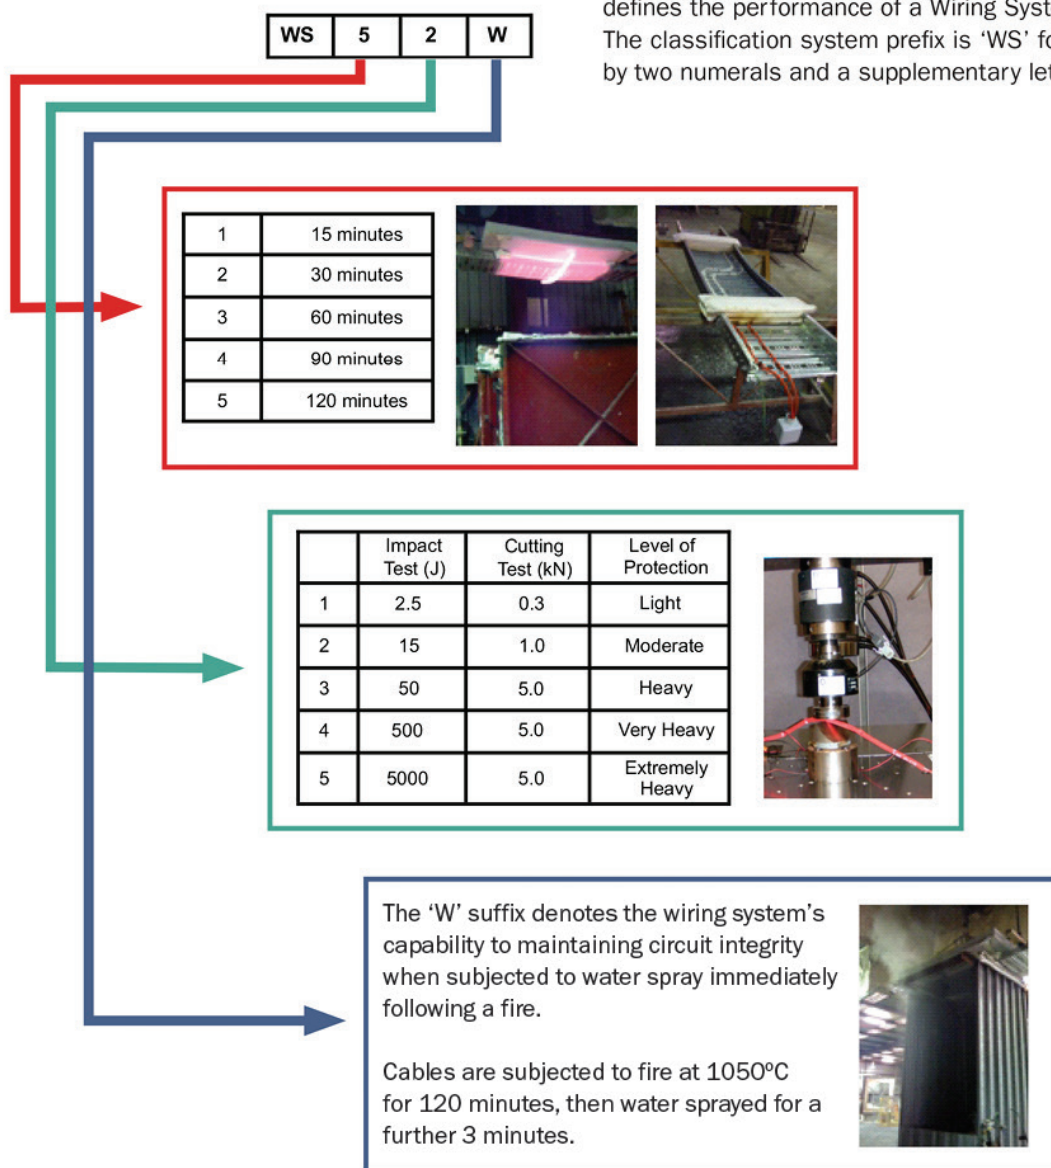 defines the performance of a Wiring Syst
The classification system prefix is ‘WS’ fo
by two numerals and a supplementary let
WS 5 2 W
1 15 minutes
2 30 minutes
3 60 minutes
4 90 minutes
5 120 minutes
Impact Test (J) Cutting Test (kN) Level of Protection
1 2.5 0.3 Light
2 15 1.0 Moderate
3 50 5.0 Heavy
4 500 5.0 Very Heavy
5 5000 5.0 Extremely Heavy
The ‘W’ suffix denotes the wiring system’s
capability to maintaining circuit integrity
when subjected to water spray immediately
following a fire.
Cables are subjected to fire at 1050ºC
for 120 minutes, then water sprayed for a
further 3 minutes.